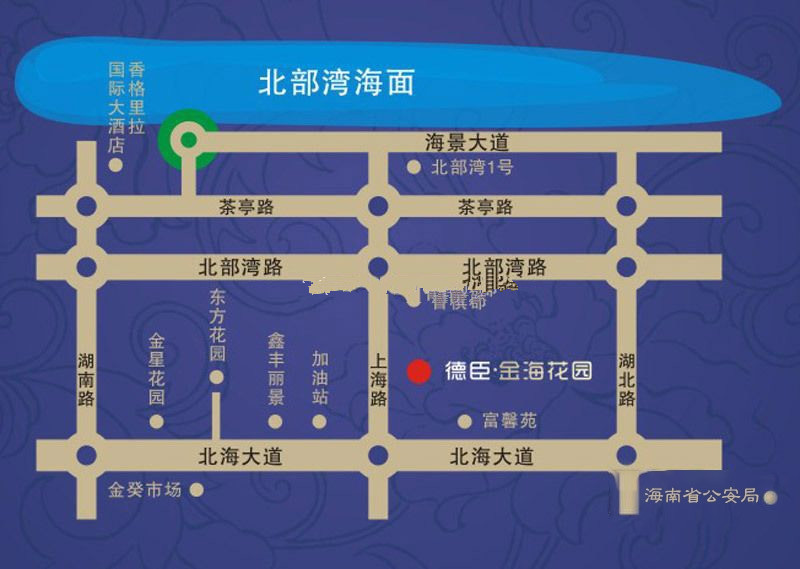 北部湾海面
香格里拉
国际大酒店
海景大道
北部湾1号
茶亭路
茶亭路
北部湾路
北部湾路
东方花园
金星花园
鑫丰丽景
加油站
湖南路
上海路
湖北路
德臣·金海花园
富馨苑
北海大道
北海大道
金葵市场
海南省公安局